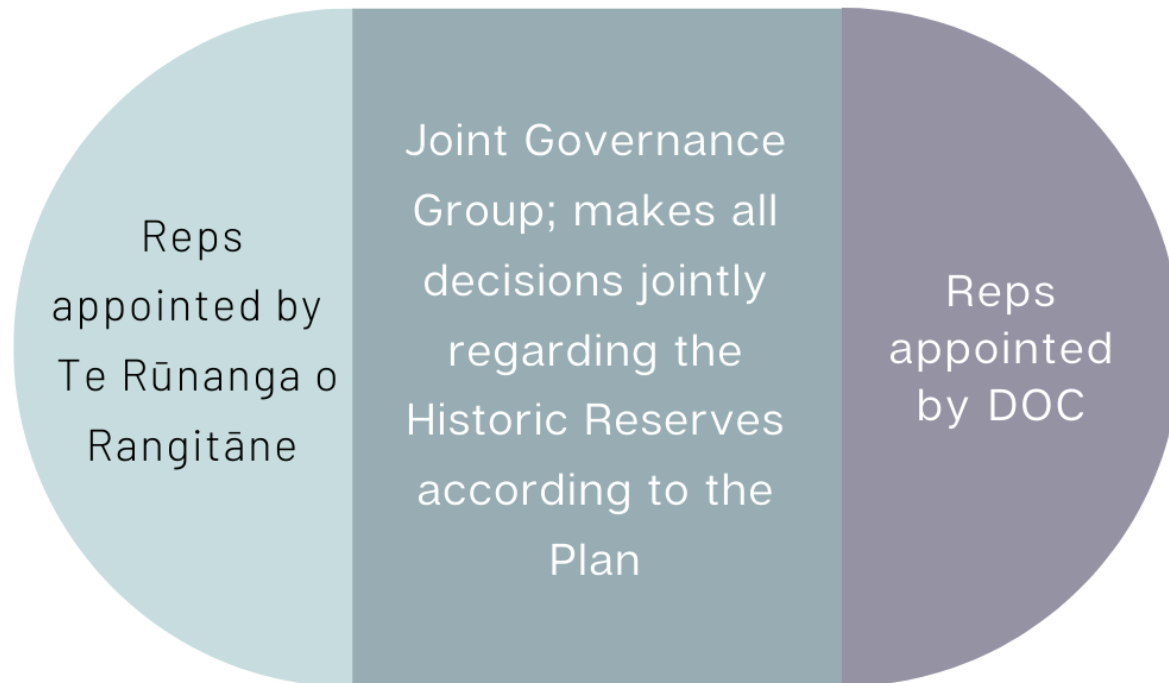 Reps
appointed by
Te Rūnanga o
Rangitāne
Joint Governance
Group; makes all
decisions jointly
regarding the
Historic Reserves
according to the
Plan
Reps
appointed
by DOC